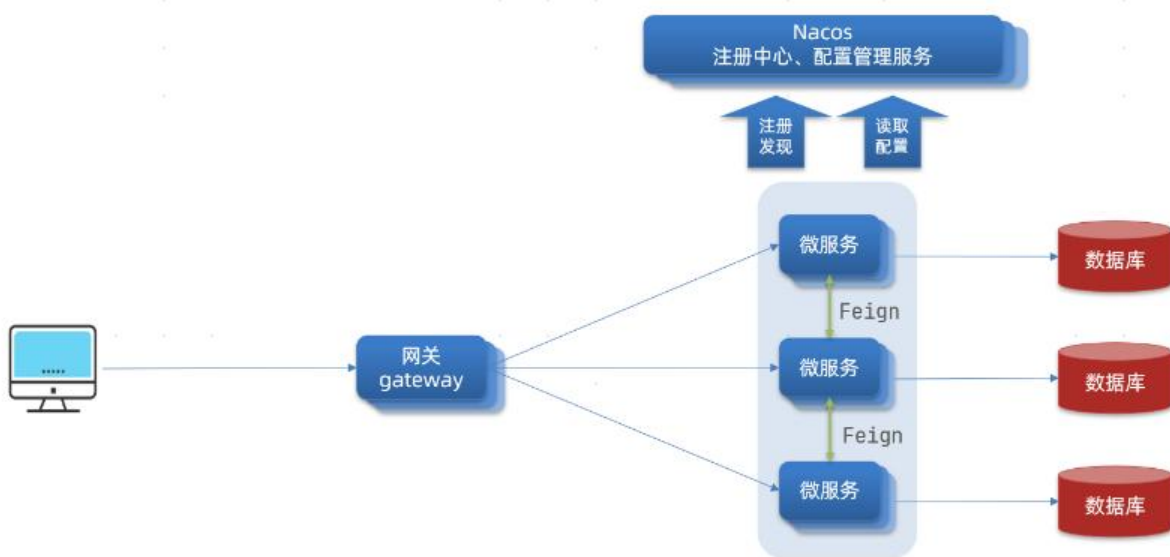 Nacos
注册中心、配置管理服务
注册
发现
读取
配置
微服务
数据库
Feign
网关
gateway
微服务
数据库
Feign
微服务
数据库